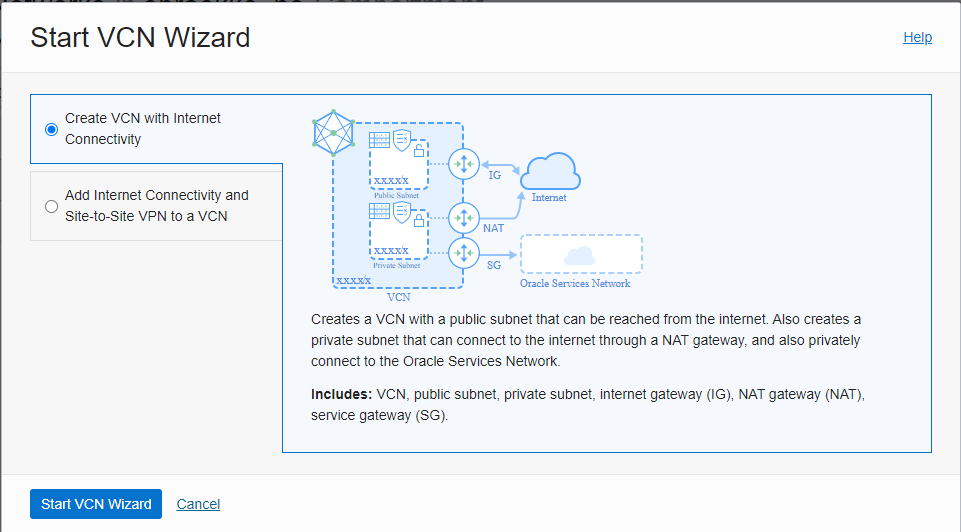 Start VCN Wizard
Help
Create VCN with Internet
Connectivity
Add Internet Connectivity and
Site-to-Site VPN to a VCN
xxxx/x
Public Subnet
xxxx/x
Private Subnet
xxxx/x
VCN
IG
NAT
SG
Internet
Oracle Services Network
Creates a VCN with a public subnet that can be reached from the internet. Also creates a
private subnet that can connect to the internet through a NAT gateway, and also privately
connect to the Oracle Services Network.
Includes: VCN, public subnet, private subnet, internet gateway (IG), NAT gateway (NAT),
service gateway (SG).
Start VCN Wizard
Cancel